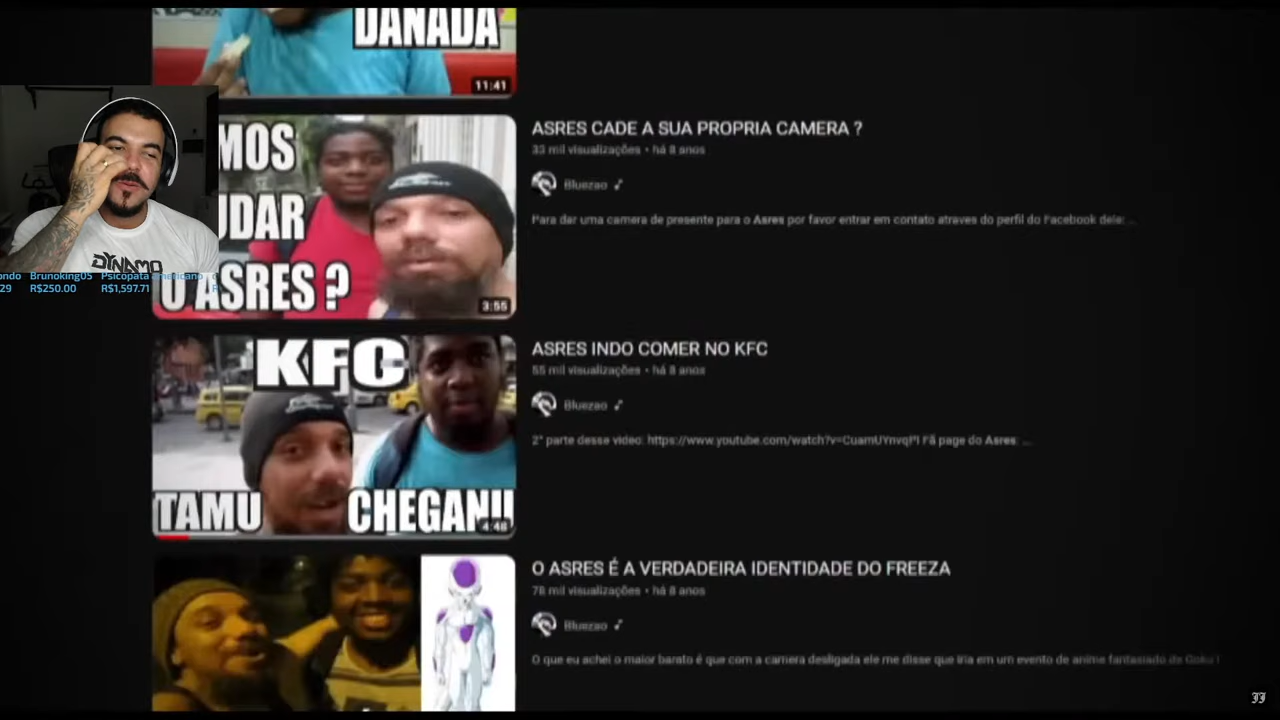 DANADA
11:41
MOS
UDAR
O ASRES ?
3:55
ASRES CADE A SUA PROPRIA CAMERA ?
33 mil visualizações • há 8 anos
Bluezao ♪
Para dar uma camera de presente para o Asres por favor entrar em contato atraves do perfil do Facebook dele: ...
DYNAMO
ondo Brunoking05 Psicopata americano
29 R$250.00 R$1,597.71
KFC
TAMU CHEGANU
4:48
ASRES INDO COMER NO KFC
55 mil visualizações • há 8 anos
Bluezao ♪
2° parte desse video: https://www.youtube.com/watch?v=CuamUYnvqPI Fã page do Asres: ...
O ASRES É A VERDADEIRA IDENTIDADE DO FREEZA
78 mil visualizações • há 8 anos
Bluezao ♪
O que eu achei o maior barato é que com a camera desligada ele me disse que iria em um evento de anime fantasiado de Goku !